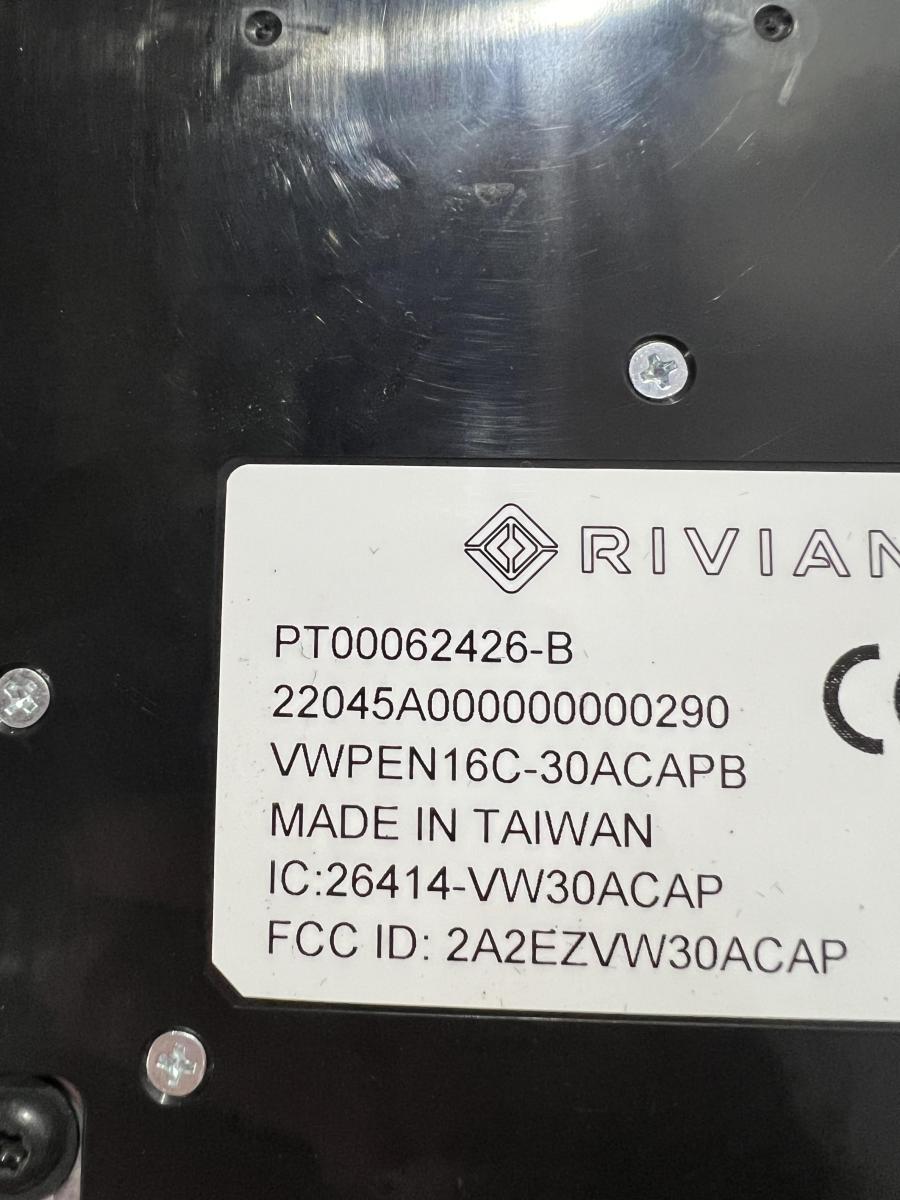 RIVIAN
PT00062426-B
22045A000000000290
VWPEN16C-30ACAPB
MADE IN TAIWAN
IC:26414-VW30ACAP
FCC ID: 2A2EZVW30ACAP